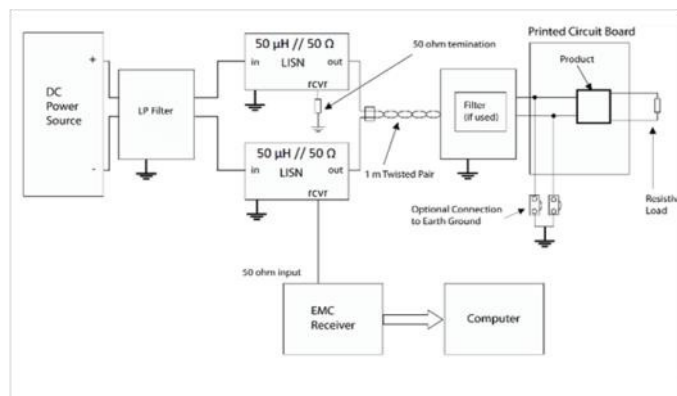 Printed Circuit Board
50 µH // 50 Ω
LISN
in
out
rcvr
50 ohm temination
Product
+
DC
Power
Source
-
LP Filter
Filter
(if used)
50 µH // 50 Ω
LISN
in
out
rcvr
1 m Twisted Pair
Optional Connection
to Earth Ground
Resistive
Load
50 ohm input
EMC
Receiver
Computer